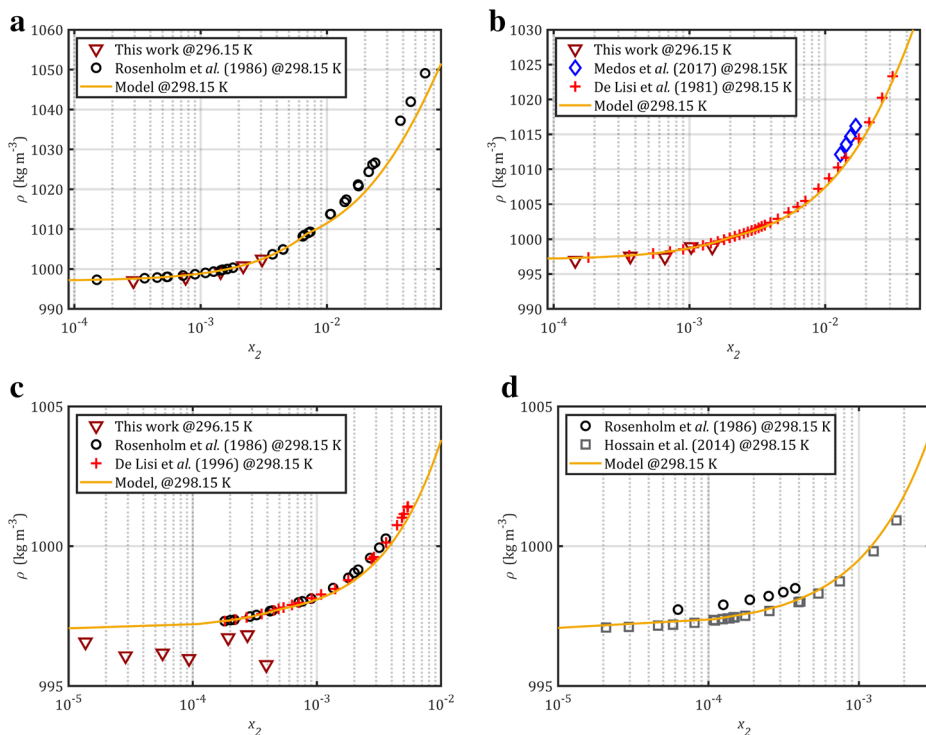 a
1060
1050
1040
1030
1020
1010
1000
990
ρ (kg m⁻³)
This work @296.15 K
Rosenholm et al. (1986) @298.15 K
Model @298.15 K
10⁻⁴
10⁻³
10⁻²
x₂
b
1030
1025
1020
1015
1010
1005
1000
995
990
ρ (kg m⁻³)
This work @296.15 K
Medos et al. (2017) @298.15K
De Lisi et al. (1981) @298.15 K
Model @298.15 K
10⁻⁴
10⁻³
10⁻²
x₂
c
1005
1000
995
ρ (kg m⁻³)
This work @296.15 K
Rosenholm et al. (1986) @298.15 K
De Lisi et al. (1996) @298.15 K
Model, @298.15 K
10⁻⁵
10⁻⁴
10⁻³
10⁻²
x₂
d
1005
1000
995
ρ (kg m⁻³)
Rosenholm et al. (1986) @298.15 K
Hossain et al. (2014) @298.15 K
Model @298.15 K
10⁻⁵
10⁻⁴
10⁻³
x₂